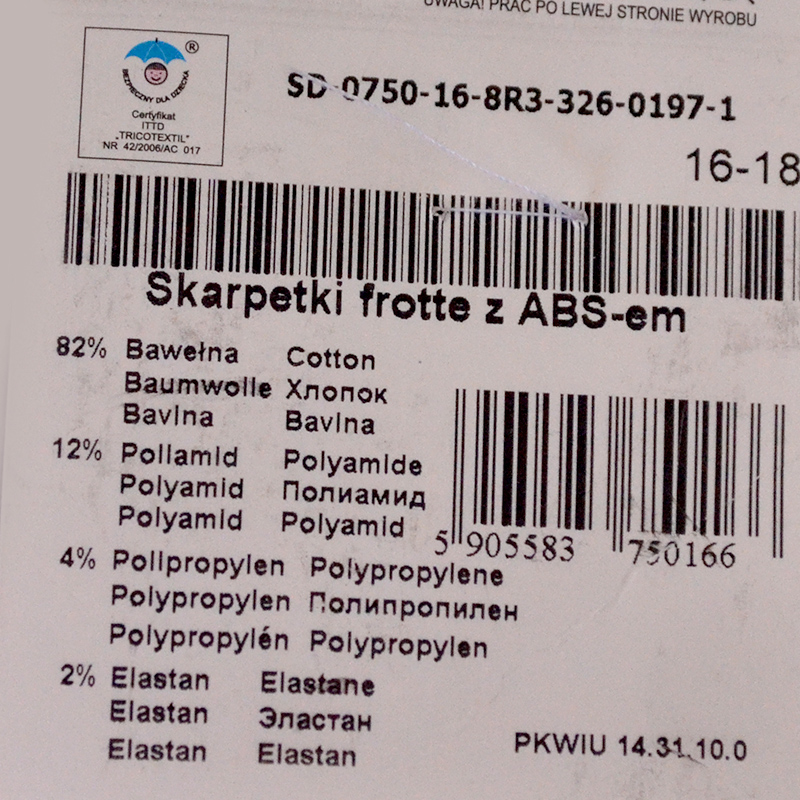 UWAGA! PRAĆ PO LEWEJ STRONIE WYROBU
®
BEZPIECZNY DLA DZIECKA
Certyfikat
ITTD
„TRICOTEXTIL"
NR 42/2006/AC 017
SD-0750-16-8R3-326-0197-1
16-18
Skarpetki frotte z ABS-em
82% Bawełna Cotton
Baumwolle Хлопок
Bavlna Bavlna
12% Poliamid Polyamide
Polyamid Полиамид
Polyamid Polyamid
5 905583 750166
4% Polipropylen Polypropylene
Polypropylen Полипропилен
Polypropylén Polypropylen
2% Elastan Elastane
Elastan Эластан
Elastan Elastan
PKWIU 14.31.10.0